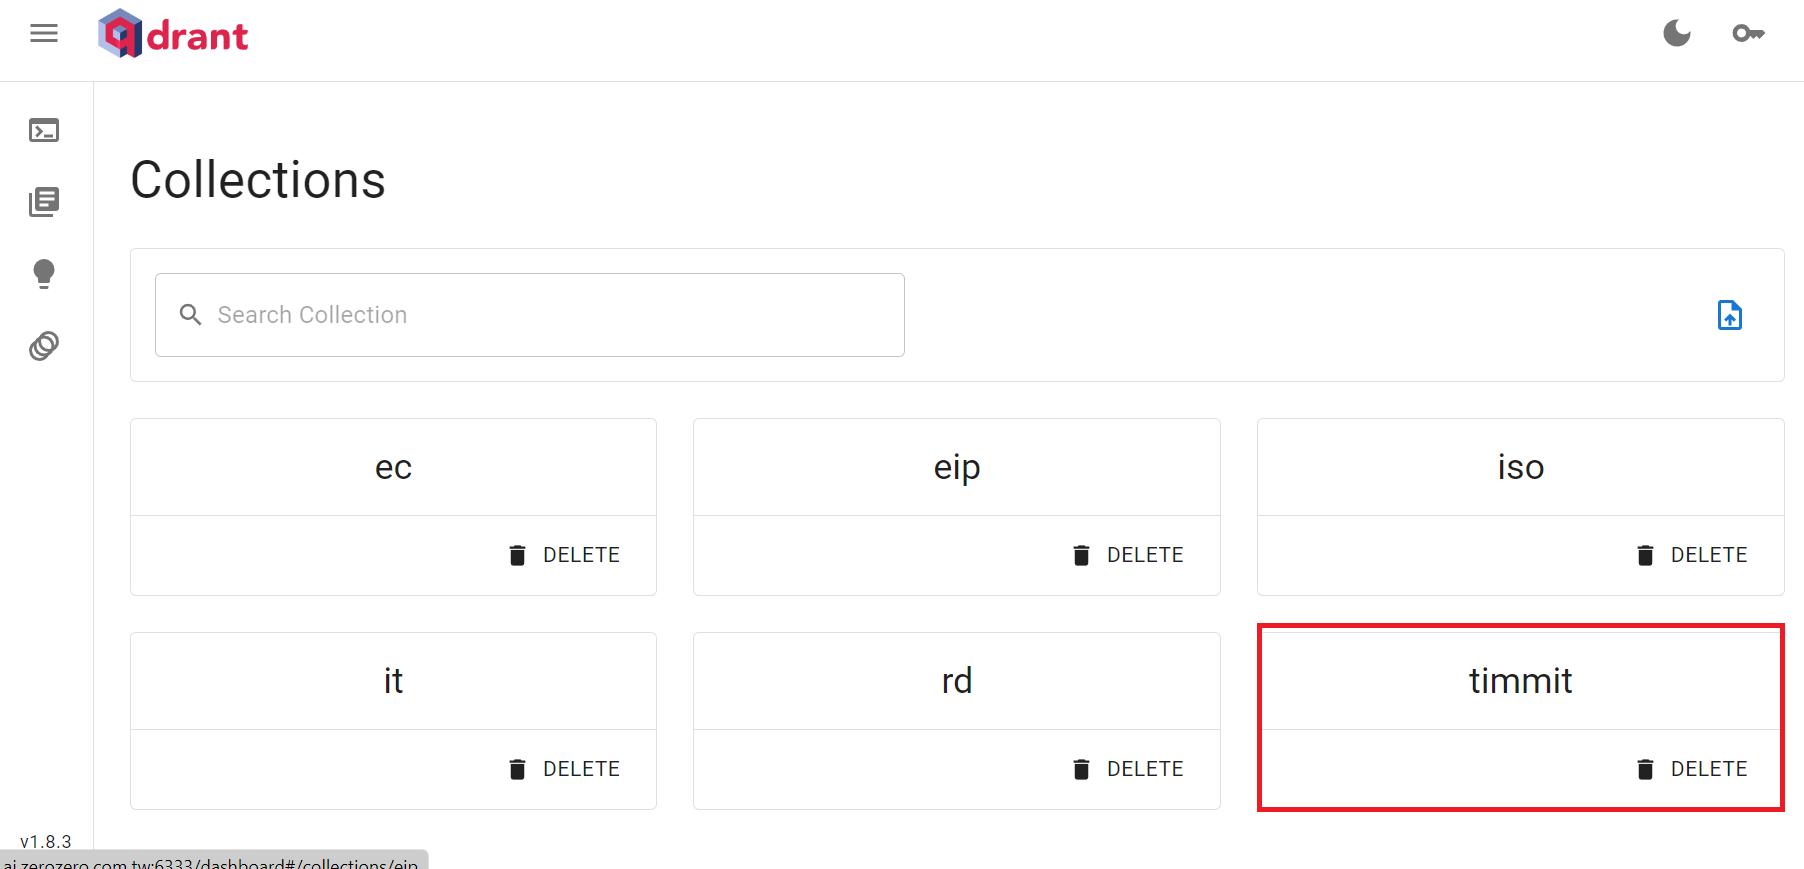 qdrant
Collections
Search Collection
ec
eip
iso
DELETE
DELETE
DELETE
it
rd
timmit
DELETE
DELETE
DELETE
v1.8.3
ai.zerozero.com.tw:6333/dashboard#/collections/eip